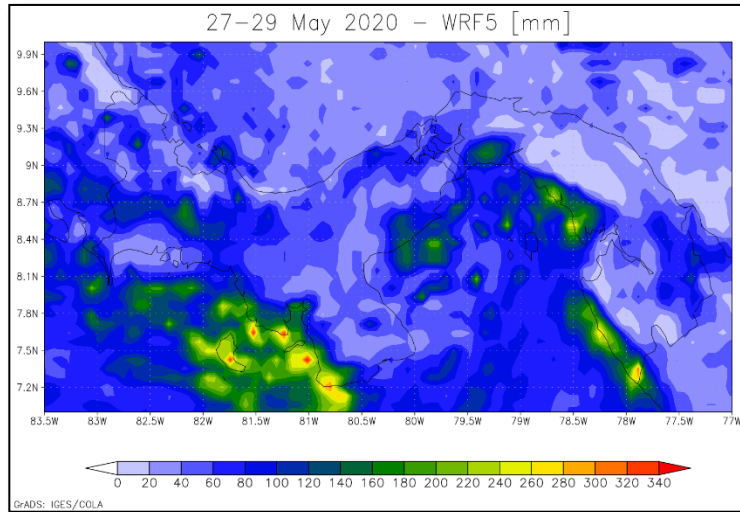 27-29 May 2020 - WRF5 [mm]
9.9N
9.6N
9.3N
9N
8.7N
8.4N
8.1N
7.8N
7.5N
7.2N
83.5W 83W 82.5W 82W 81.5W 81W 80.5W 80W 79.5W 79W 78.5W 78W 77.5W 77W
0 20 40 60 80 100 120 140 160 180 200 220 240 260 280 300 320 340
GrADS: IGES/COLA